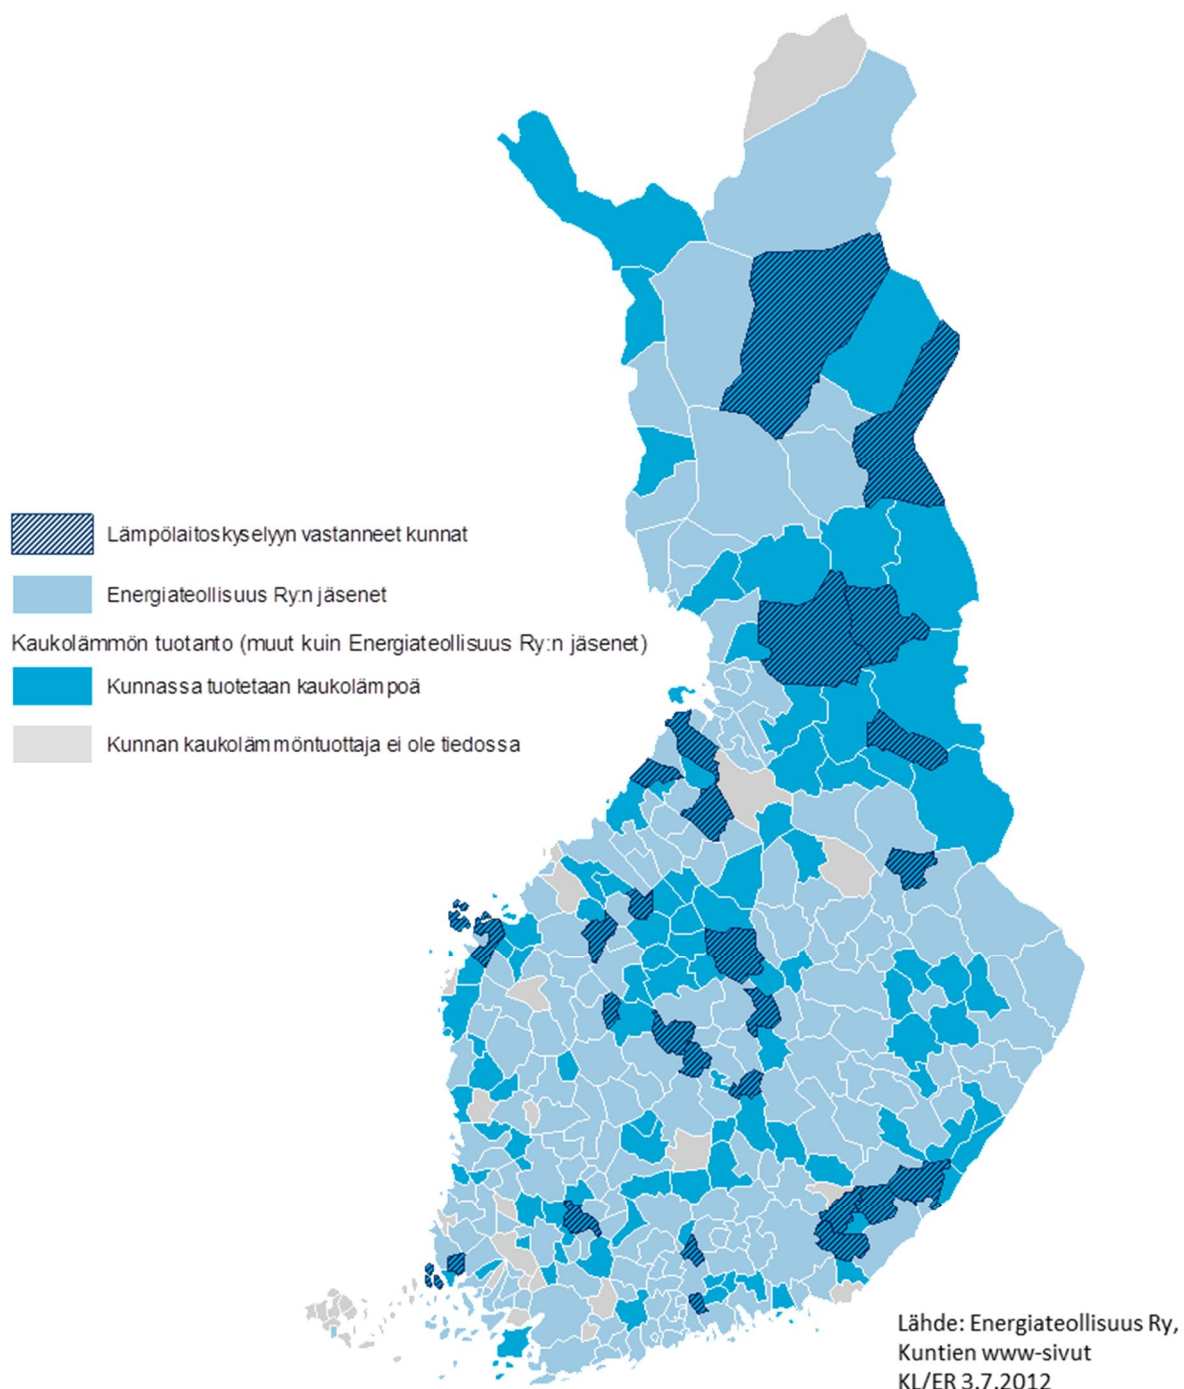 Lämpölaitoskyselyyn vastanneet kunnat
Energiateollisuus Ry:n jäsenet
Kaukolämmön tuotanto (muut kuin Energiateollisuus Ry:n jäsenet)
Kunnassa tuotetaan kaukolämpoä
Kunnan kaukolämmöntuottaja ei ole tiedossa
Lähde: Energiateollisuus Ry,
Kuntien www-sivut
KL/ER 3.7.2012